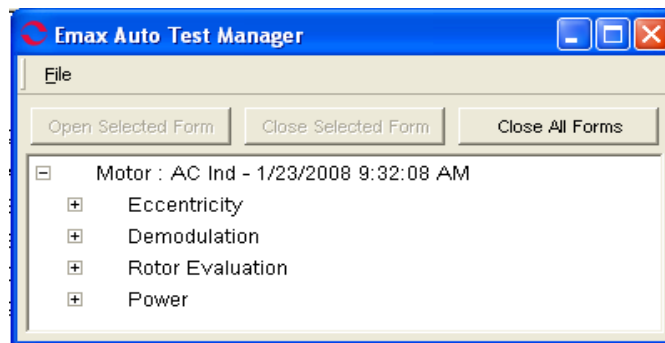 Emax Auto Test Manager
File
Open Selected Form Close Selected Form Close All Forms
Motor : AC Ind - 1/23/2008 9:32:08 AM
Eccentricity
Demodulation
Rotor Evaluation
Power